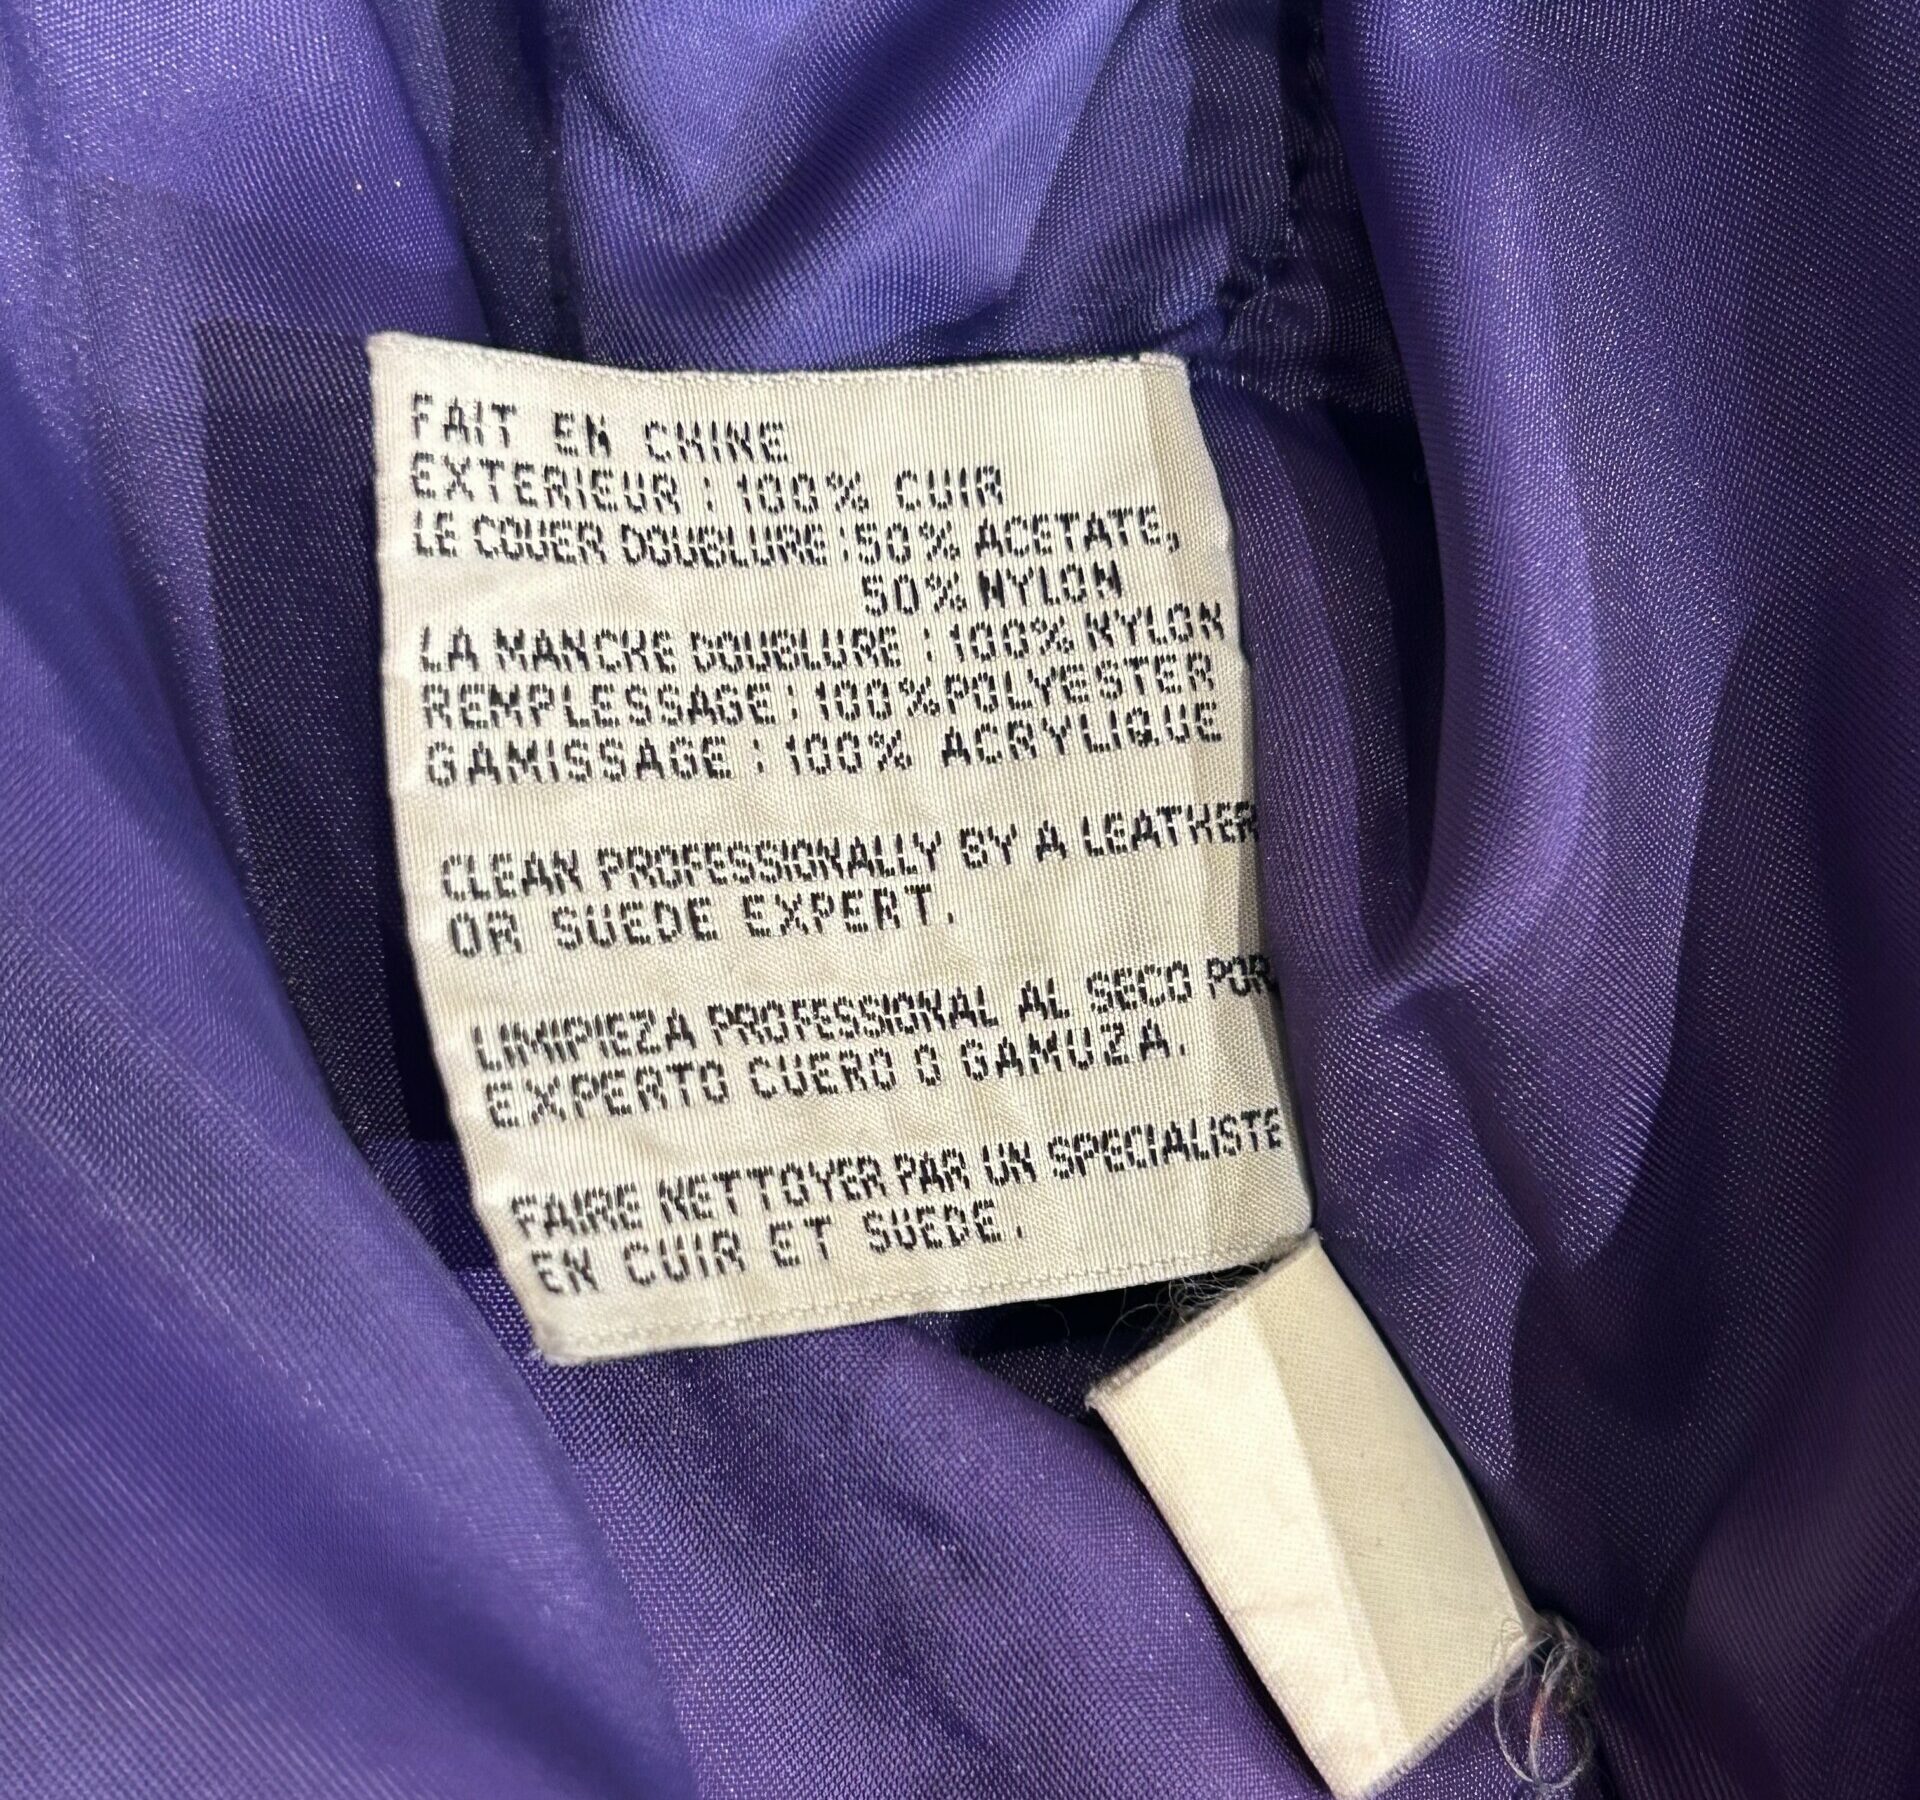 FAIT EN CHINE
EXTERIEUR : 100% CUIR
LE COUER DOUBLURE : 50% ACETATE,
50% NYLON
LA MANCHE DOUBLURE : 100% NYLON
REMPLESSAGE : 100% POLYESTER
GAMISSAGE : 100% ACRYLIQUE
CLEAN PROFESSIONALLY BY A LEATHER
OR SUEDE EXPERT.
LIMIPIEZA PROFESSIONAL AL SECO POR
EXPERTO CUERO O GAMUZA.
FAIRE NETTOYER PAR UN SPECIALISTE
EN CUIR ET SUEDE.